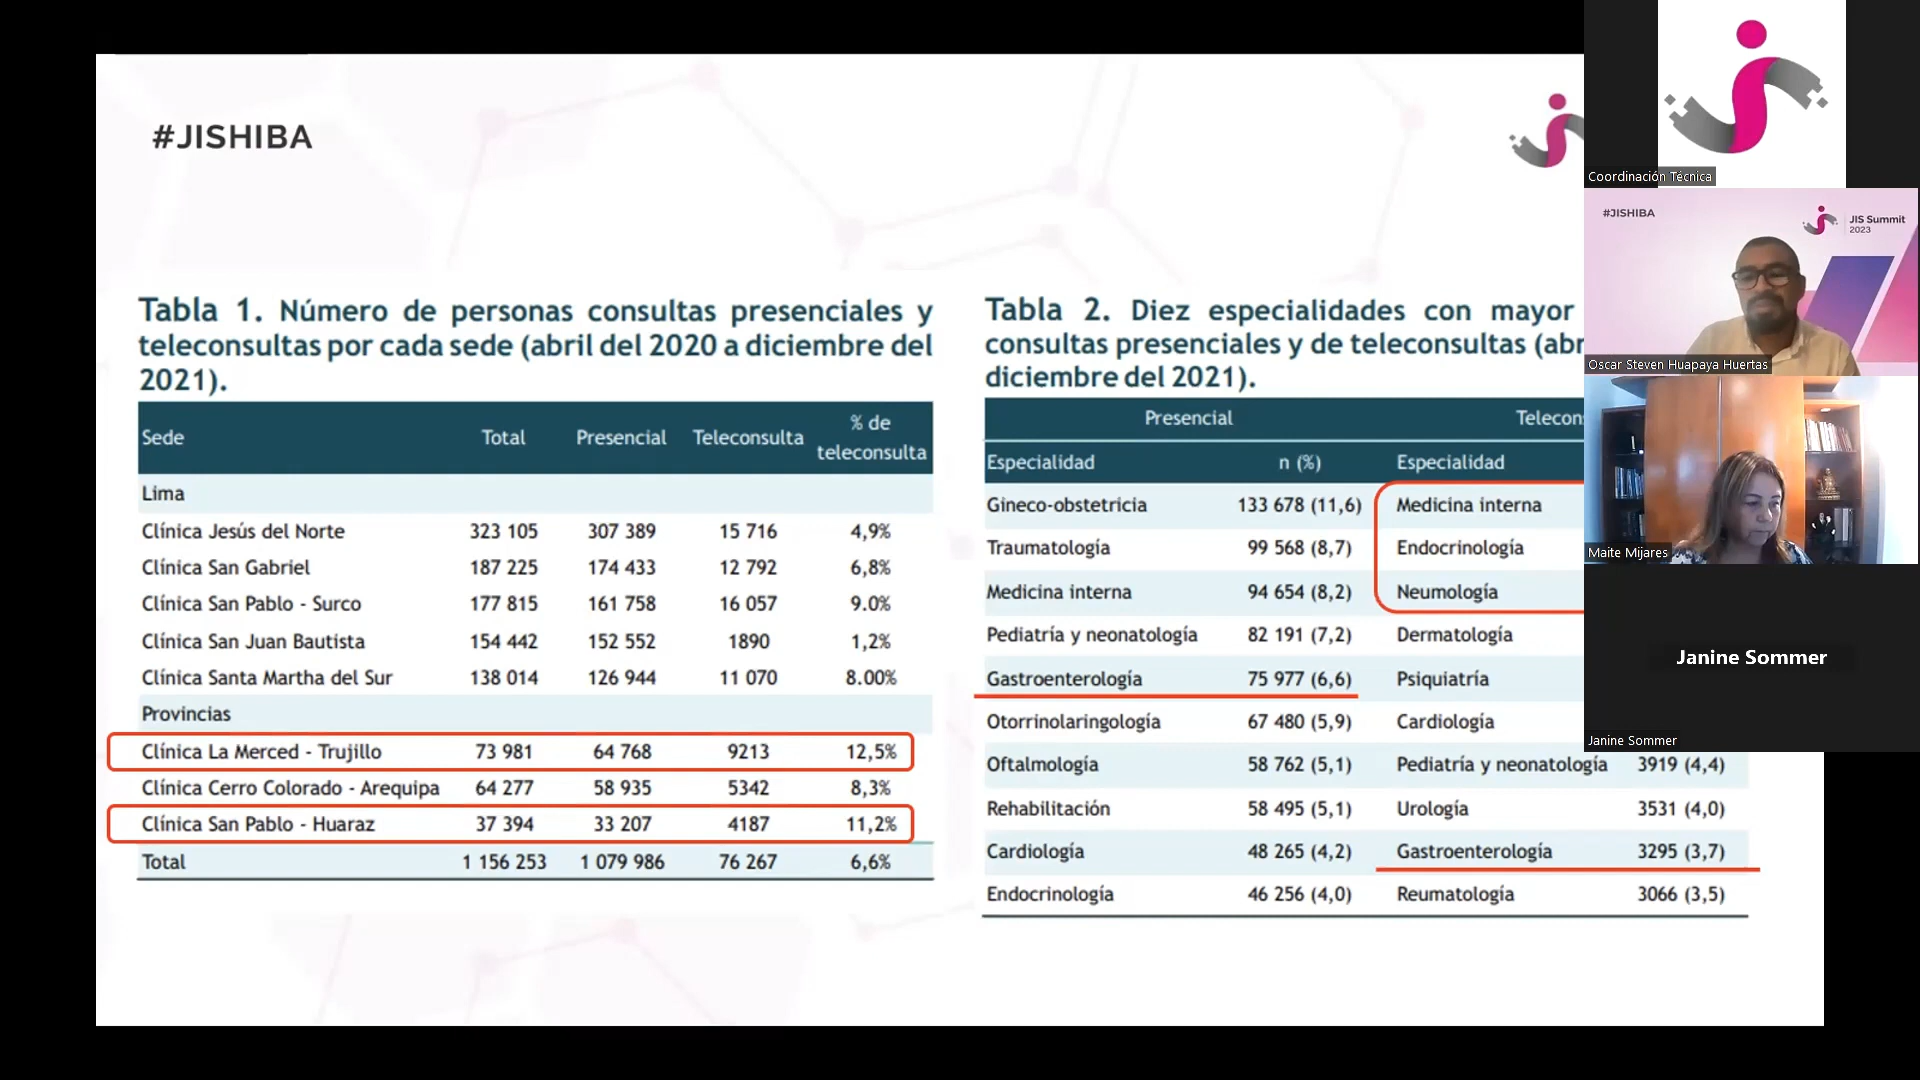 #JISHIBA
Tabla 1. Número de personas consultas presenciales y
teleconsultas por cada sede (abril del 2020 a diciembre del
2021).
Sede Total Presencial Teleconsulta % de teleconsulta
Lima
Clínica Jesús del Norte 323 105 307 389 15 716 4,9%
Clínica San Gabriel 187 225 174 433 12 792 6,8%
Clínica San Pablo - Surco 177 815 161 758 16 057 9.0%
Clínica San Juan Bautista 154 442 152 552 1890 1,2%
Clínica Santa Martha del Sur 138 014 126 944 11 070 8.00%
Provincias
Clínica La Merced - Trujillo 73 981 64 768 9213 12,5%
Clínica Cerro Colorado - Arequipa 64 277 58 935 5342 8,3%
Clínica San Pablo - Huaraz 37 394 33 207 4187 11,2%
Total 1 156 253 1 079 986 76 267 6,6%
Tabla 2. Diez especialidades con mayor
consultas presenciales y de teleconsultas (abr
diciembre del 2021).
Presencial Telecon
Especialidad n (%) Especialidad
Gineco-obstetricia 133 678 (11,6) Medicina interna
Traumatología 99 568 (8,7) Endocrinología
Medicina interna 94 654 (8,2) Neumología
Pediatría y neonatología 82 191 (7,2) Dermatología
Gastroenterología 75 977 (6,6) Psiquiatría
Otorrinolaringología 67 480 (5,9) Cardiología
Oftalmología 58 762 (5,1) Pediatría y neonatología 3919 (4,4)
Rehabilitación 58 495 (5,1) Urología 3531 (4,0)
Cardiología 48 265 (4,2) Gastroenterología 3295 (3,7)
Endocrinología 46 256 (4,0) Reumatología 3066 (3,5)
Coordinación Técnica
#JISHIBA
JIS Summit
2023
Oscar Steven Huapaya Huertas
Maite Mijares
Janine Sommer
Janine Sommer